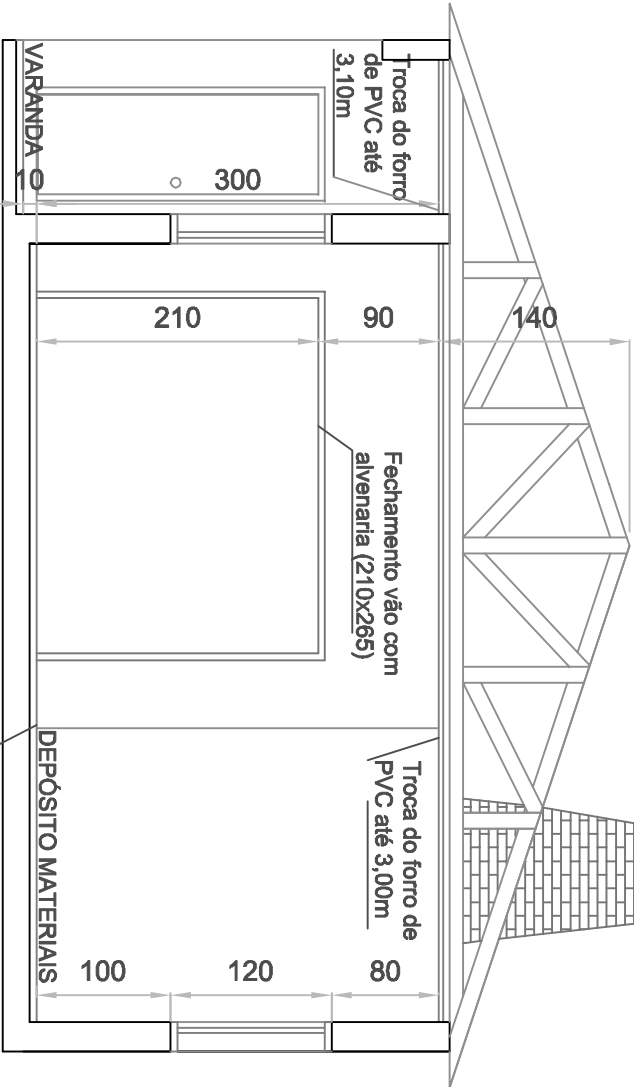 Troca do forro
de PVC até
3,10m
VARANDA
10
300
210
90
140
Fechamento vão com
alvenaria (210x265)
Troca do forro de
PVC até 3,00m
DEPÓSITO MATERIAIS
100
120
80